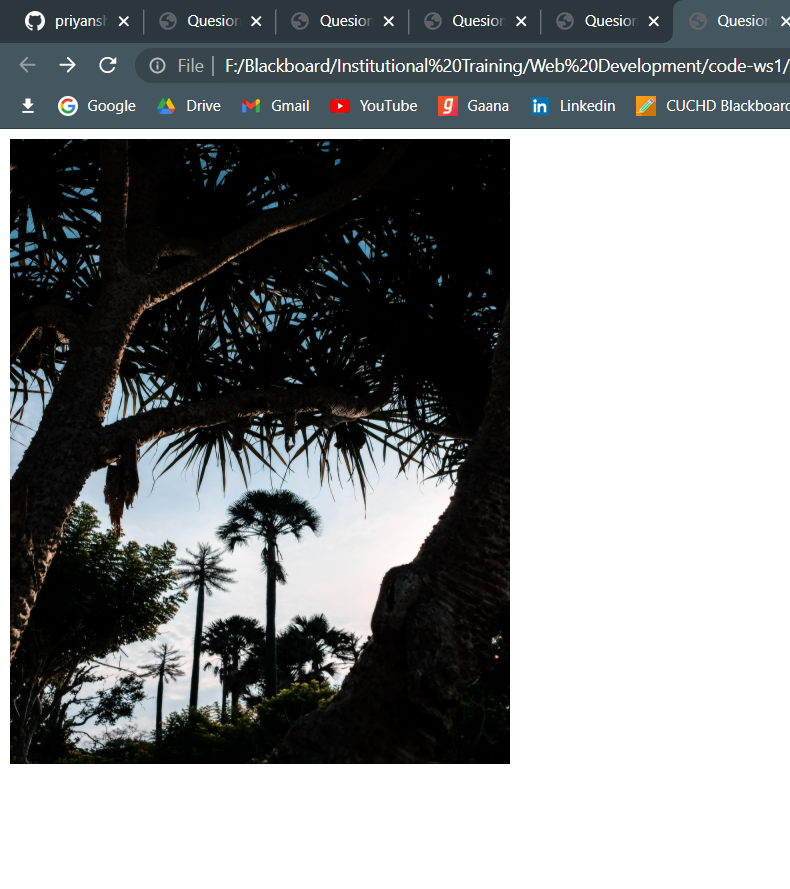 priyansh Quesion Quesion Quesion Quesion Quesion
File F:/Blackboard/Institutional%20Training/Web%20Development/code-ws1/
Google Drive Gmail YouTube Gaana Linkedin CUCHD Blackboard